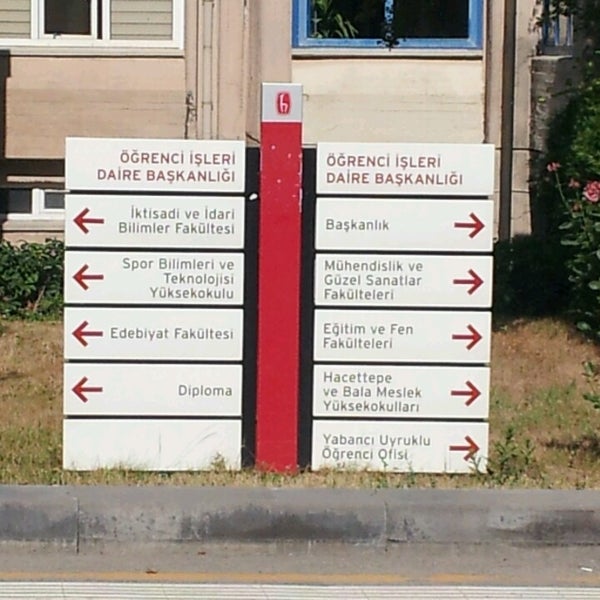 ÖĞRENCİ İŞLERİ
DAİRE BAŞKANLIĞI
İktisadi ve İdari
Bilimler Fakültesi
Spor Bilimleri ve
Teknolojisi
Yüksekokulu
Edebiyat Fakültesi
Diploma
ÖĞRENCİ İŞLERİ
DAİRE BAŞKANLIĞI
Başkanlık
Mühendislik ve
Güzel Sanatlar
Fakülteleri
Eğitim ve Fen
Fakülteleri
Hacettepe
ve Bala Meslek
Yüksekokulları
Yabancı Uyruklu
Öğrenci Ofisi